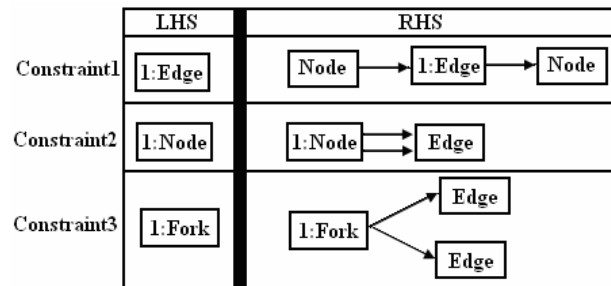 LHS RHS
Constraint1 1:Edge Node 1:Edge Node
Constraint2 1:Node 1:Node Edge
Constraint3 1:Fork 1:Fork Edge
Edge